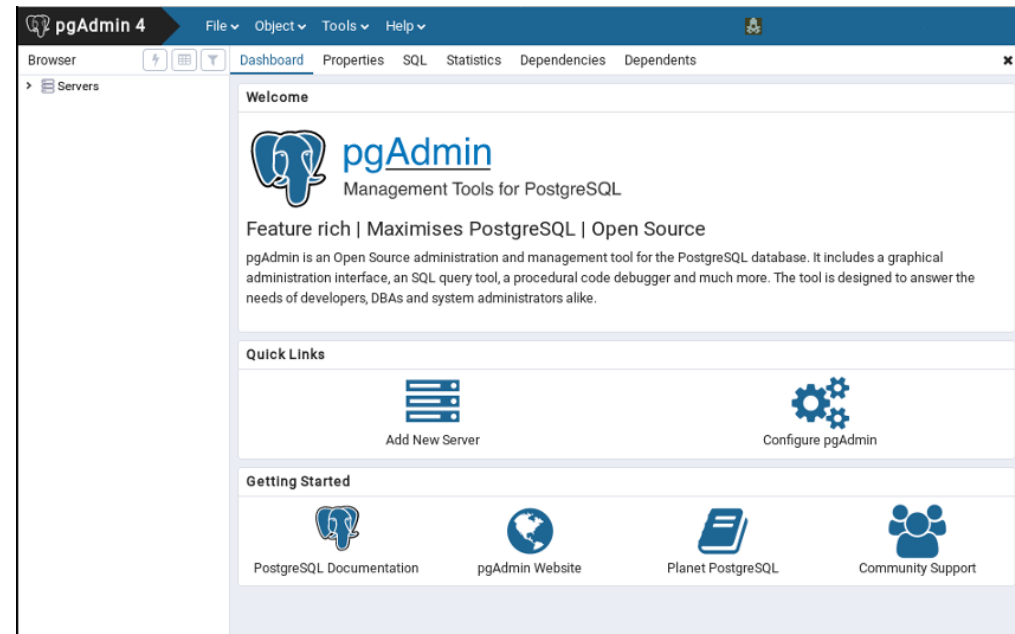 pgAdmin 4 File Object Tools Help
Browser Dashboard Properties SQL Statistics Dependencies Dependents
Servers
Welcome
pgAdmin
Management Tools for PostgreSQL
Feature rich | Maximises PostgreSQL | Open Source
pgAdmin is an Open Source administration and management tool for the PostgreSQL database. It includes a graphical
administration interface, an SQL query tool, a procedural code debugger and much more. The tool is designed to answer the
needs of developers, DBAs and system administrators alike.
Quick Links
Add New Server Configure pgAdmin
Getting Started
PostgreSQL Documentation pgAdmin Website Planet PostgreSQL Community Support